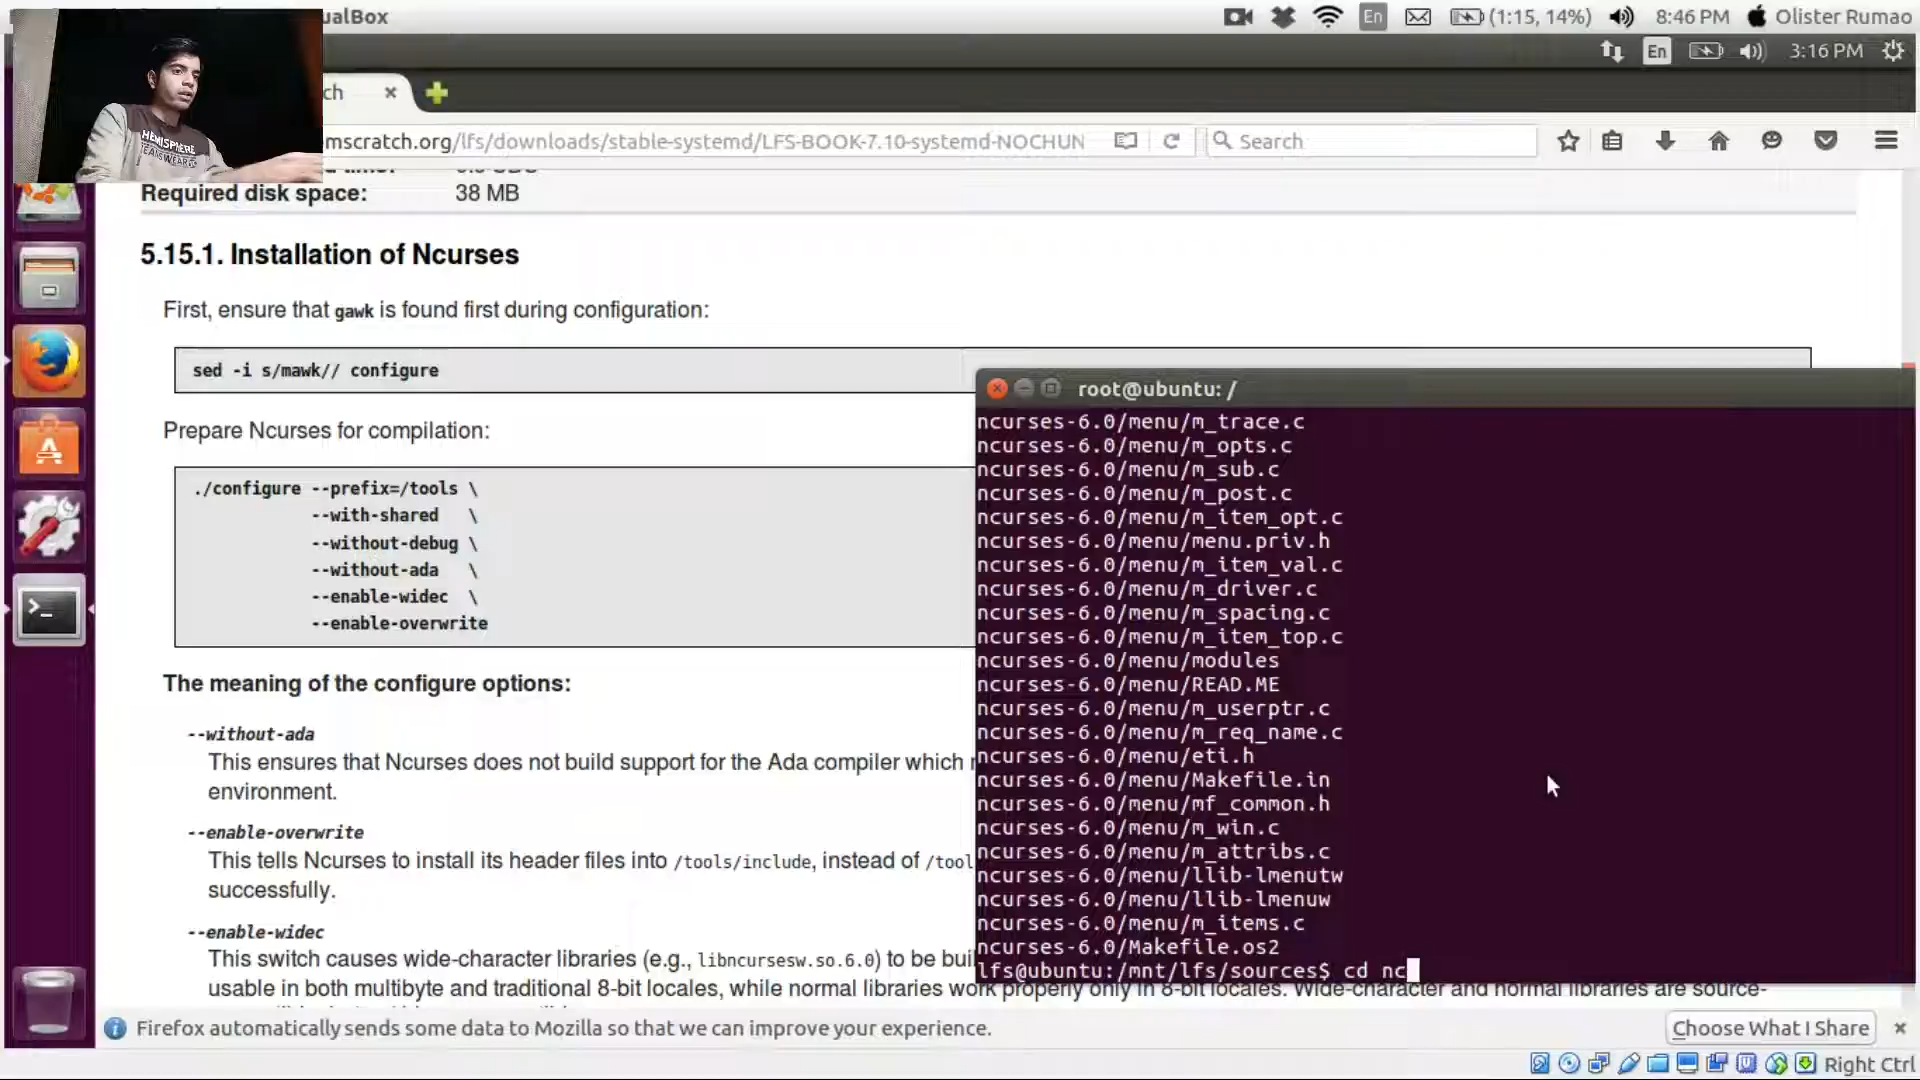 ualBox
En
(1:15, 14%)
8:46 PM
Olister Rumao
En
3:16 PM
ch
mscratch.org/lfs/downloads/stable-systemd/LFS-BOOK-7.10-systemd-NOCHUN
Search
HEMISPHERE
Required disk space: 38 MB
5.15.1. Installation of Ncurses
First, ensure that gawk is found first during configuration:
sed -i s/mawk// configure
Prepare Ncurses for compilation:
./configure --prefix=/tools \
--with-shared \
--without-debug \
--without-ada \
--enable-widec \
--enable-overwrite
The meaning of the configure options:
--without-ada
This ensures that Ncurses does not build support for the Ada compiler which
environment.
--enable-overwrite
This tells Ncurses to install its header files into /tools/include, instead of /tool
successfully.
--enable-widec
This switch causes wide-character libraries (e.g., libncursesw.so.6.0) to be buil
usable in both multibyte and traditional 8-bit locales, while normal libraries work properly only in 8-bit locales. Wide-character and normal libraries are source-
root@ubuntu: /
ncurses-6.0/menu/m_trace.c
ncurses-6.0/menu/m_opts.c
ncurses-6.0/menu/m_sub.c
ncurses-6.0/menu/m_post.c
ncurses-6.0/menu/m_item_opt.c
ncurses-6.0/menu/menu.priv.h
ncurses-6.0/menu/m_item_val.c
ncurses-6.0/menu/m_driver.c
ncurses-6.0/menu/m_spacing.c
ncurses-6.0/menu/m_item_top.c
ncurses-6.0/menu/modules
ncurses-6.0/menu/READ.ME
ncurses-6.0/menu/m_userptr.c
ncurses-6.0/menu/m_req_name.c
ncurses-6.0/menu/eti.h
ncurses-6.0/menu/Makefile.in
ncurses-6.0/menu/mf_common.h
ncurses-6.0/menu/m_win.c
ncurses-6.0/menu/m_attribs.c
ncurses-6.0/menu/llib-lmenutw
ncurses-6.0/menu/llib-lmenuw
ncurses-6.0/menu/m_items.c
ncurses-6.0/Makefile.os2
lfs@ubuntu:/mnt/lfs/sources$ cd nc
Firefox automatically sends some data to Mozilla so that we can improve your experience.
Choose What I Share
Right Ctrl